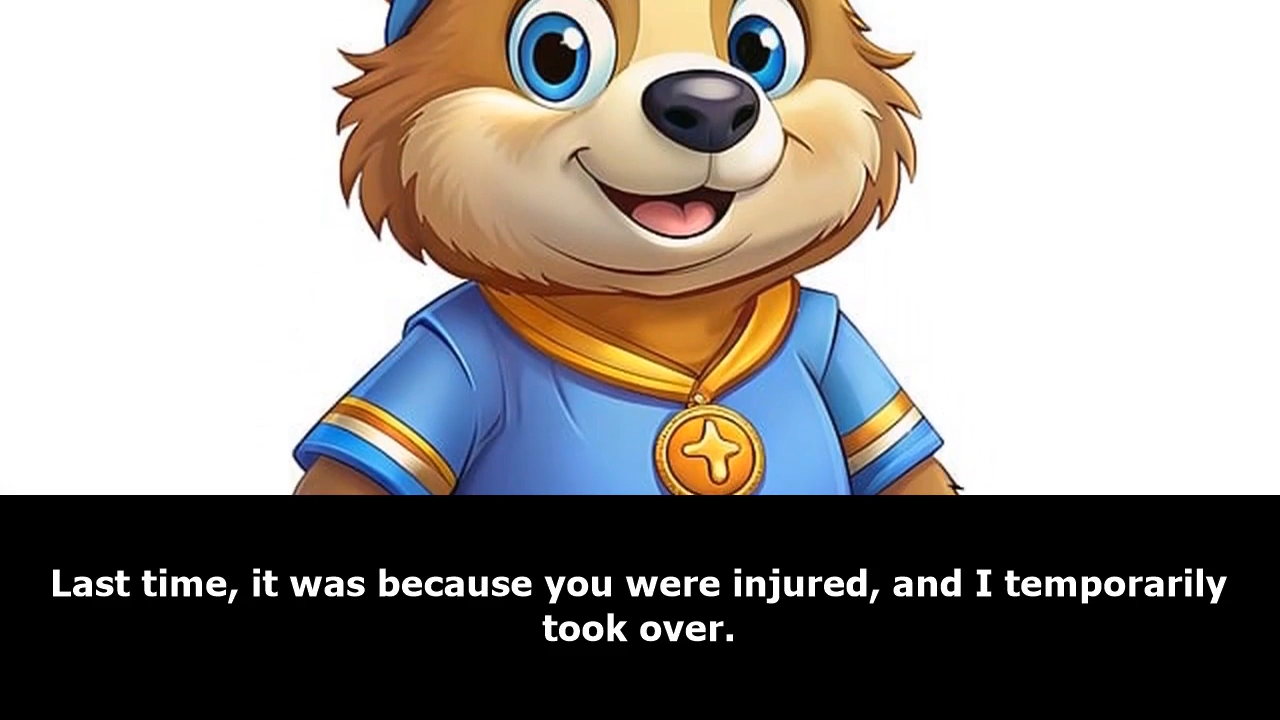 Last time, it was because you were injured, and I temporarily
took over.